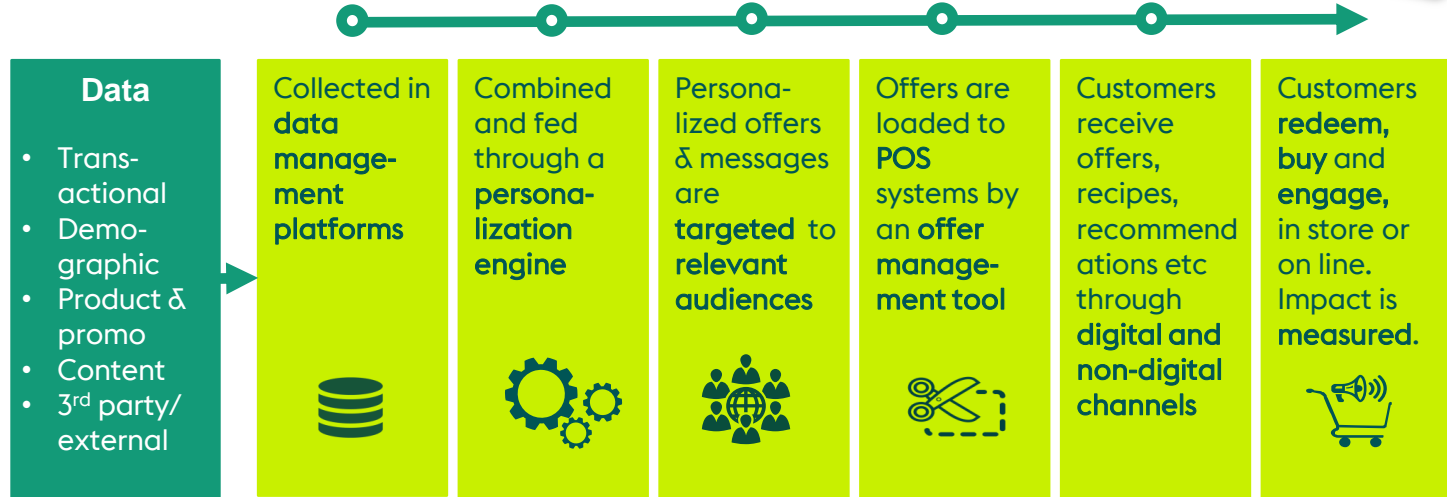 Data
• Trans-
actional
• Demo-
graphic
• Product &
promo
• Content
• 3rd party/
external
Collected in
data
manage-
ment
platforms
Combined
and fed
through a
persona-
lization
engine
Persona-
lized offers
& messages
are
targeted to
relevant
audiences
Offers are
loaded to
POS
systems by
an offer
manage-
ment tool
Customers
receive
offers,
recipes,
recommend
ations etc
through
digital and
non-digital
channels
Customers
redeem,
buy and
engage,
in store or
on line.
Impact is
measured.